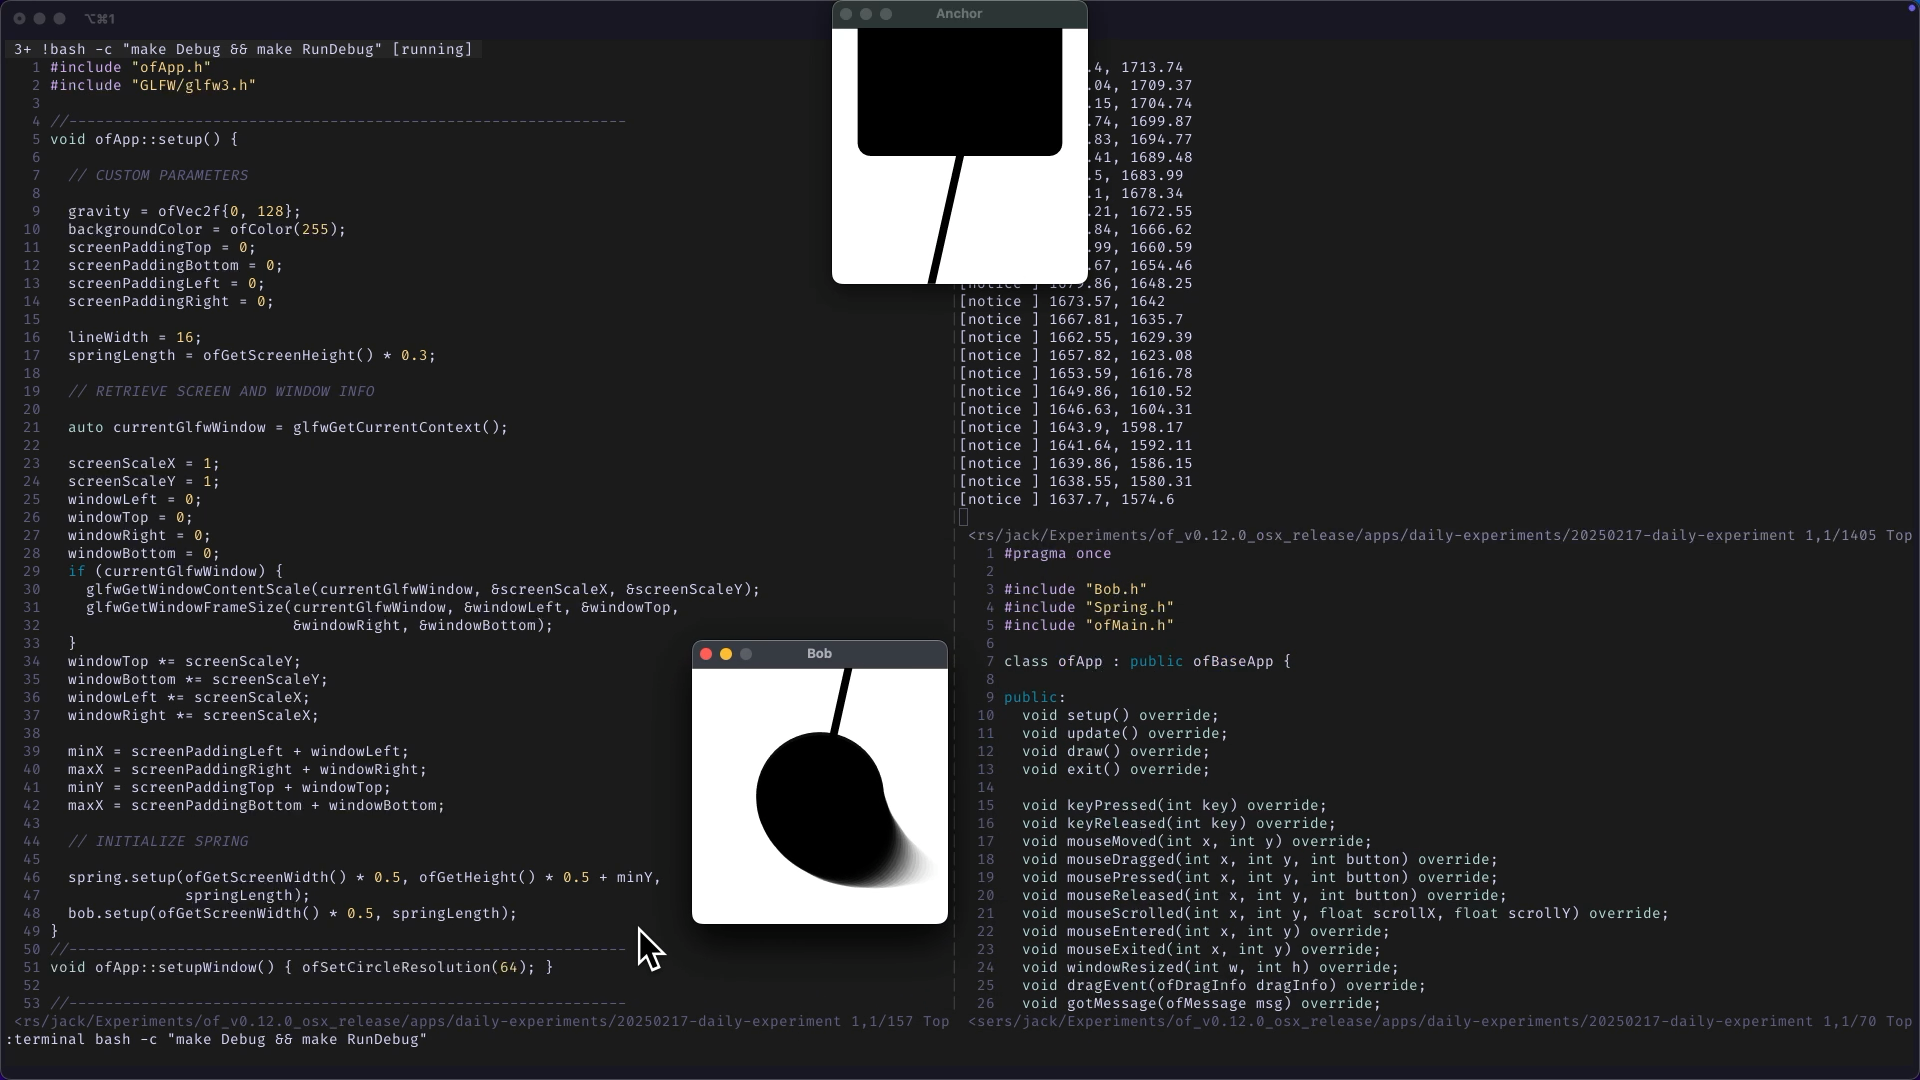 ⌥⌘1
3+ !bash -c "make Debug && make RunDebug" [running]
1 #include "ofApp.h"
2 #include "GLFW/glfw3.h"
3
4 //--------------------------------------------------------------
5 void ofApp::setup() {
6
7 // CUSTOM PARAMETERS
8
9 gravity = ofVec2f{0, 128};
10 backgroundColor = ofColor(255);
11 screenPaddingTop = 0;
12 screenPaddingBottom = 0;
13 screenPaddingLeft = 0;
14 screenPaddingRight = 0;
15
16 lineWidth = 16;
17 springLength = ofGetScreenHeight() * 0.3;
18
19 // RETRIEVE SCREEN AND WINDOW INFO
20
21 auto currentGlfwWindow = glfwGetCurrentContext();
22
23 screenScaleX = 1;
24 screenScaleY = 1;
25 windowLeft = 0;
26 windowTop = 0;
27 windowRight = 0;
28 windowBottom = 0;
29 if (currentGlfwWindow) {
30 glfwGetWindowContentScale(currentGlfwWindow, &screenScaleX, &screenScaleY);
31 glfwGetWindowFrameSize(currentGlfwWindow, &windowLeft, &windowTop,
32 &windowRight, &windowBottom);
33 }
34 windowTop *= screenScaleY;
35 windowBottom *= screenScaleY;
36 windowLeft *= screenScaleX;
37 windowRight *= screenScaleX;
38
39 minX = screenPaddingLeft + windowLeft;
40 maxX = screenPaddingRight + windowRight;
41 minY = screenPaddingTop + windowTop;
42 maxX = screenPaddingBottom + windowBottom;
43
44 // INITIALIZE SPRING
45
46 spring.setup(ofGetScreenWidth() * 0.5, ofGetHeight() * 0.5 + minY,
47 springLength);
48 bob.setup(ofGetScreenWidth() * 0.5, springLength);
49 }
50 //--------------------------------------------------------------
51 void ofApp::setupWindow() { ofSetCircleResolution(64); }
52
53 //--------------------------------------------------------------
<rs/jack/Experiments/of_v0.12.0_osx_release/apps/daily-experiments/20250217-daily-experiment 1,1/157 Top
:terminal bash -c "make Debug && make RunDebug"
Anchor
Bob
.4, 1713.74
.04, 1709.37
.15, 1704.74
.74, 1699.87
.83, 1694.77
.41, 1689.48
.5, 1683.99
.1, 1678.34
.21, 1672.55
.84, 1666.62
.99, 1660.59
.67, 1654.46
[notice ] 1679.86, 1648.25
[notice ] 1673.57, 1642
[notice ] 1667.81, 1635.7
[notice ] 1662.55, 1629.39
[notice ] 1657.82, 1623.08
[notice ] 1653.59, 1616.78
[notice ] 1649.86, 1610.52
[notice ] 1646.63, 1604.31
[notice ] 1643.9, 1598.17
[notice ] 1641.64, 1592.11
[notice ] 1639.86, 1586.15
[notice ] 1638.55, 1580.31
[notice ] 1637.7, 1574.6
<rs/jack/Experiments/of_v0.12.0_osx_release/apps/daily-experiments/20250217-daily-experiment 1,1/1405 Top
1 #pragma once
2
3 #include "Bob.h"
4 #include "Spring.h"
5 #include "ofMain.h"
6
7 class ofApp : public ofBaseApp {
8
9 public:
10 void setup() override;
11 void update() override;
12 void draw() override;
13 void exit() override;
14
15 void keyPressed(int key) override;
16 void keyReleased(int key) override;
17 void mouseMoved(int x, int y) override;
18 void mouseDragged(int x, int y, int button) override;
19 void mousePressed(int x, int y, int button) override;
20 void mouseReleased(int x, int y, int button) override;
21 void mouseScrolled(int x, int y, float scrollX, float scrollY) override;
22 void mouseEntered(int x, int y) override;
23 void mouseExited(int x, int y) override;
24 void windowResized(int w, int h) override;
25 void dragEvent(ofDragInfo dragInfo) override;
26 void gotMessage(ofMessage msg) override;
<sers/jack/Experiments/of_v0.12.0_osx_release/apps/daily-experiments/20250217-daily-experiment 1,1/70 Top